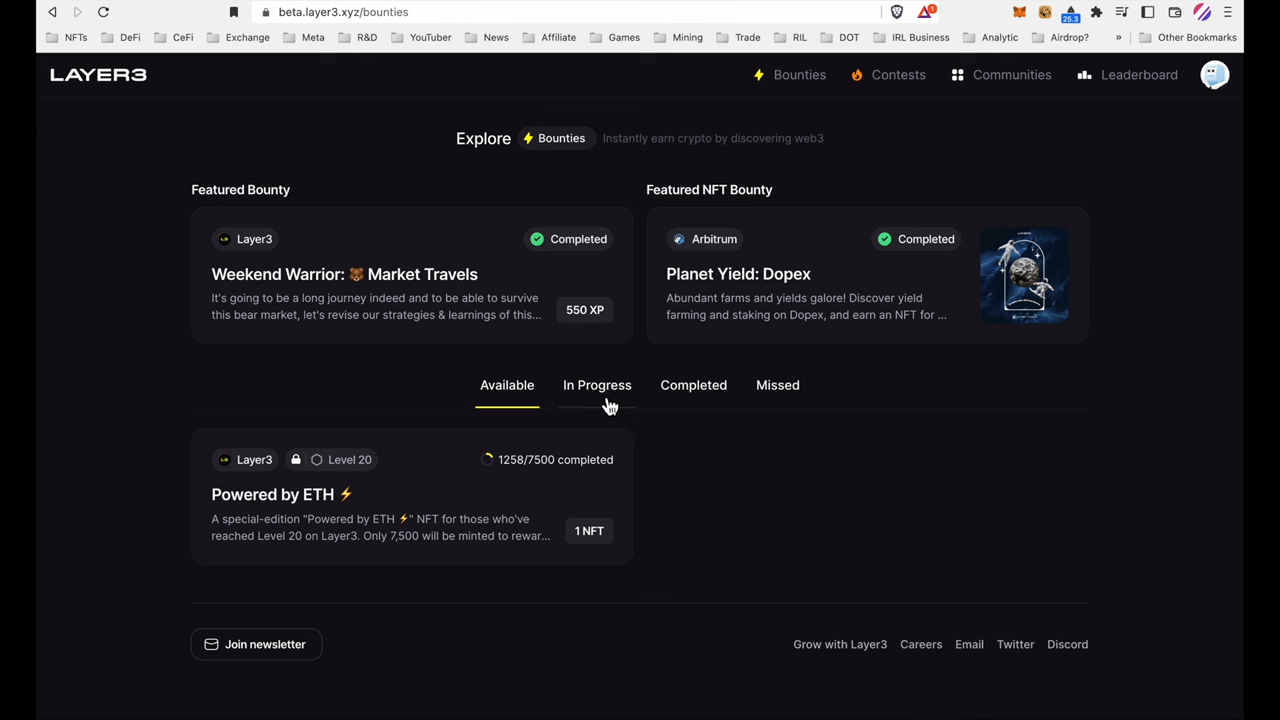 beta.layer3.xyz/bounties
1
25.3
NFTs DeFi CeFi Exchange Meta R&D YouTuber News Affiliate Games Mining Trade RIL DOT IRL Business Analytic Airdrop? » Other Bookmarks
LAYER3
Bounties Contests Communities Leaderboard
Explore Bounties Instantly earn crypto by discovering web3
Featured Bounty
Layer3 Completed
Weekend Warrior: 🐻 Market Travels
It's going to be a long journey indeed and to be able to survive
this bear market, let's revise our strategies & learnings of this...
550 XP
Featured NFT Bounty
Arbitrum Completed
Planet Yield: Dopex
Abundant farms and yields galore! Discover yield
farming and staking on Dopex, and earn an NFT for ...
Available In Progress Completed Missed
Layer3 Level 20 1258/7500 completed
Powered by ETH ⚡
A special-edition "Powered by ETH ⚡" NFT for those who've
reached Level 20 on Layer3. Only 7,500 will be minted to rewar...
1 NFT
Join newsletter
Grow with Layer3 Careers Email Twitter Discord